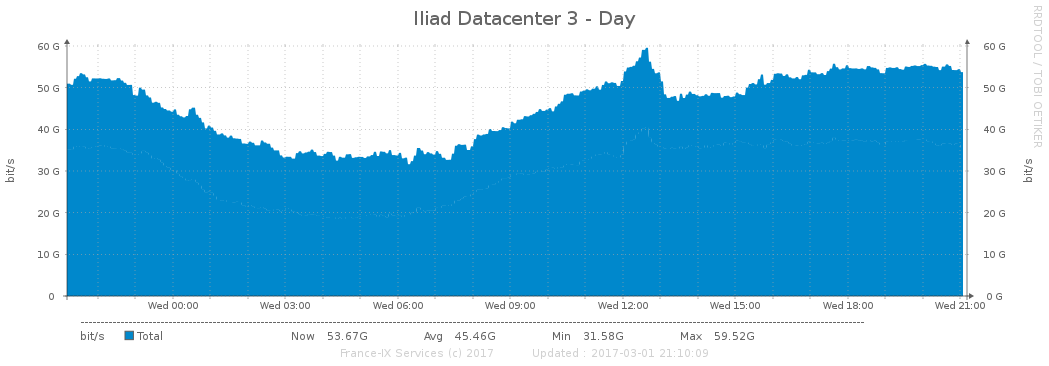 Iliad Datacenter 3 - Day
RRDTOOL / TOBI OETIKER
60 G 60 G
50 G 50 G
40 G 40 G
30 G 30 G
20 G 20 G
10 G 10 G
0 0 G
bit/s bit/s
Wed 00:00 Wed 03:00 Wed 06:00 Wed 09:00 Wed 12:00 Wed 15:00 Wed 18:00 Wed 21:00
bit/s Total Now 53.67G Avg 45.46G Min 31.58G Max 59.52G
France-IX Services (c) 2017 Updated : 2017-03-01 21:10:09